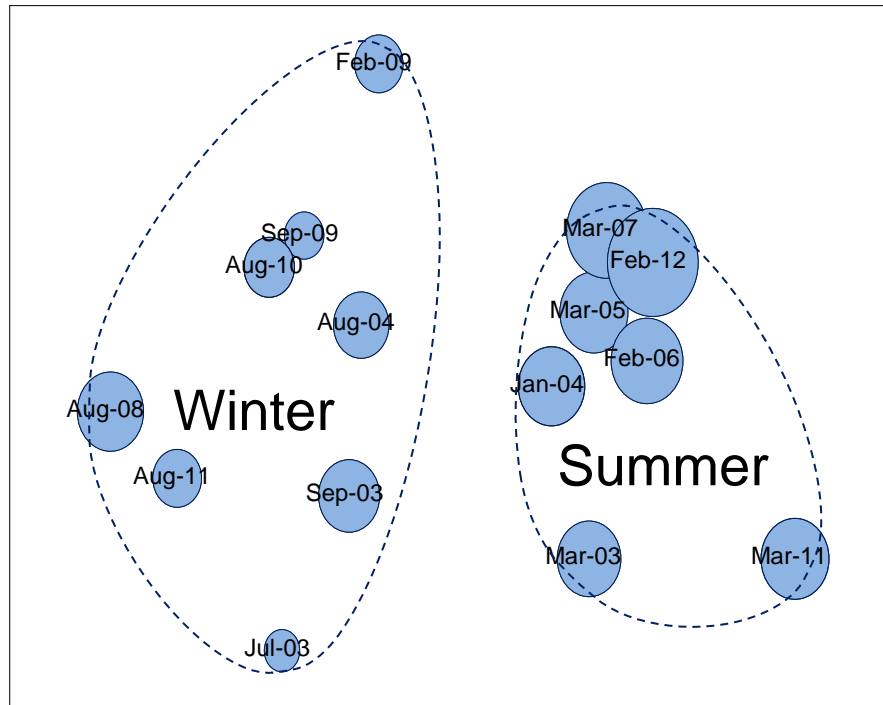 Feb-09
Mar-07
Sep-09
Feb-12
Aug-10
Mar-05
Aug-04
Feb-06
Jan-04
Aug-08
Winter
Summer
Aug-11
Sep-03
Mar-03
Mar-11
Jul-03